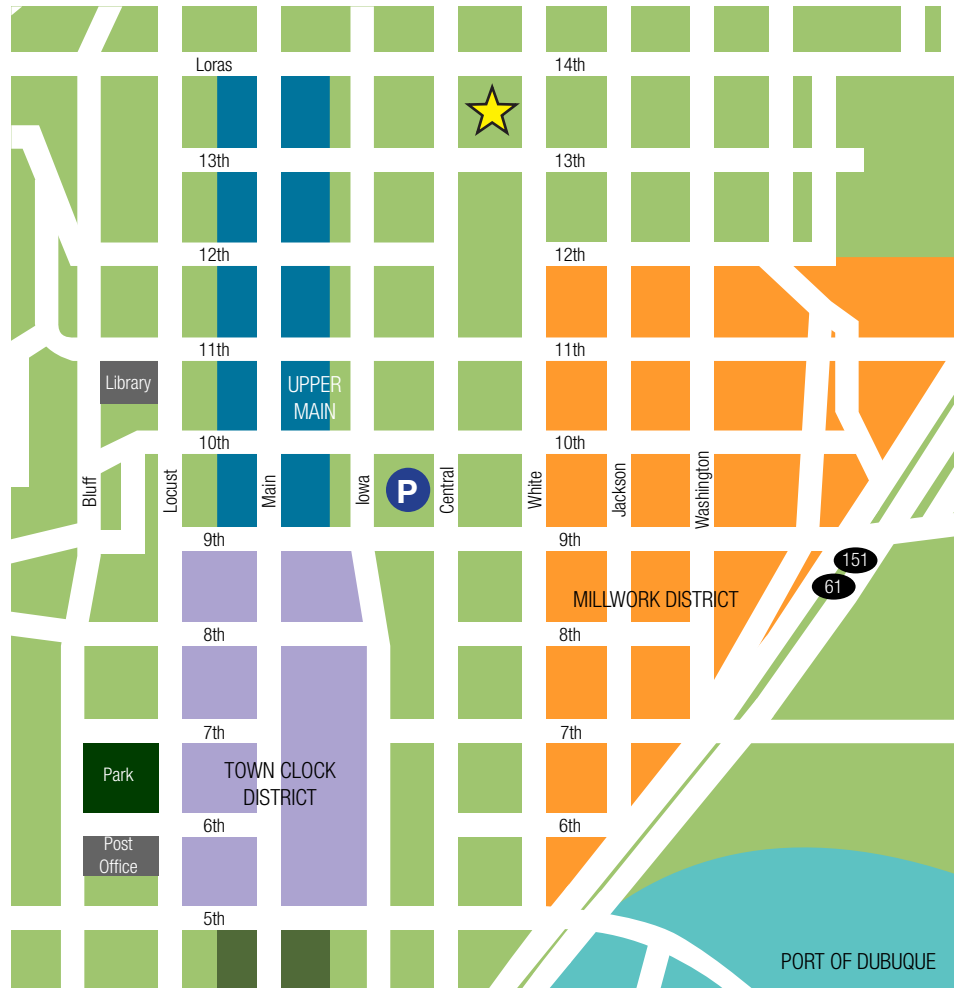 Loras
14th
13th
13th
12th
12th
11th
11th
Library
UPPER
MAIN
10th
10th
Bluff
Locust
Main
Iowa
P
Central
White
Jackson
Washington
9th
9th
151
61
MILLWORK DISTRICT
8th
8th
7th
7th
Park
TOWN CLOCK
DISTRICT
6th
6th
Post
Office
5th
PORT OF DUBUQUE